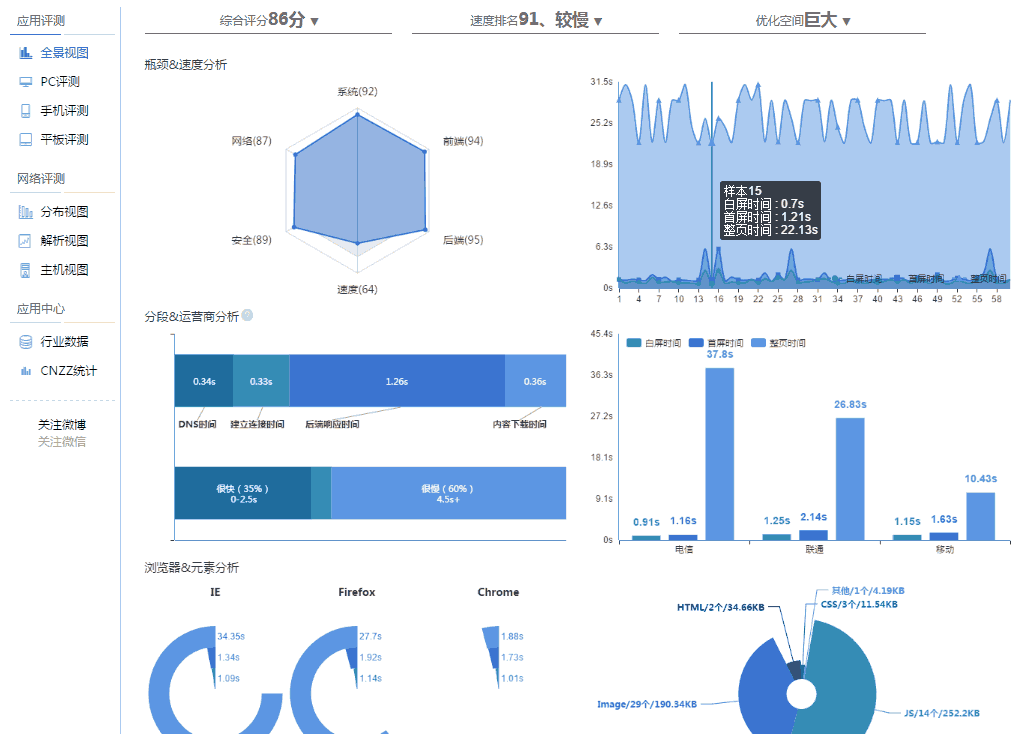 应用评测
全景视图
PC评测
手机评测
平板评测
网络评测
分布视图
解析视图
主机视图
应用中心
行业数据
CNZZ统计
关注微博
关注微信
综合评分86分 ▼
速度排名91、较慢 ▼
优化空间巨大 ▼
瓶颈&速度分析
系统(92)
网络(87)
前端(94)
安全(89)
后端(95)
速度(64)
31.5s
25.2s
18.9s
12.6s
6.3s
0s
样本15
白屏时间 : 0.7s
首屏时间 : 1.21s
整页时间 : 22.13s
白屏时间 首屏时间 整页时间
1 4 7 10 13 16 19 22 25 28 31 34 37 40 43 46 49 52 55 58
分段&运营商分析 ?
0.34s 0.33s 1.26s 0.36s
DNS时间 建立连接时间 后端响应时间 内容下载时间
很快（35%）
0-2.5s
很慢（60%）
4.5s+
45.4s
36.3s
27.2s
18.1s
9.1s
0s
白屏时间 首屏时间 整页时间
37.8s
26.83s
10.43s
0.91s 1.16s
1.25s 2.14s
1.15s 1.63s
电信 联通 移动
浏览器&元素分析
IE
34.35s
1.34s
1.09s
Firefox
27.7s
1.92s
1.14s
Chrome
1.88s
1.73s
1.01s
其他/1个/4.19KB
CSS/3个/11.54KB
HTML/2个/34.66KB
Image/29个/190.34KB
JS/14个/252.2KB